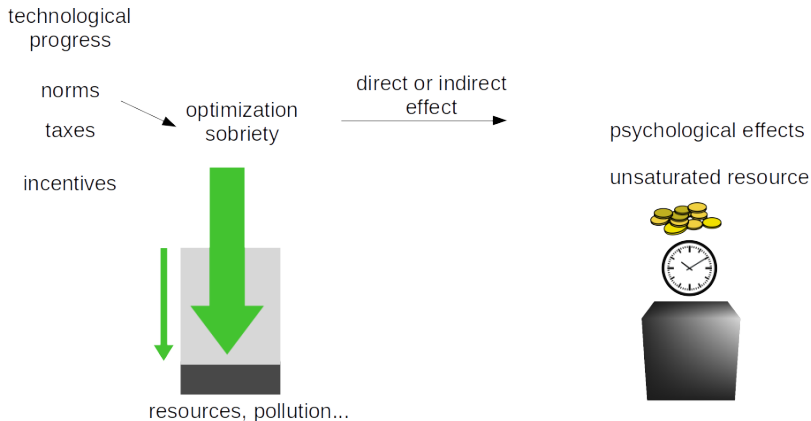 technological
progress
norms
taxes
incentives
optimization
sobriety
direct or indirect
effect
psychological effects
unsaturated resource
resources, pollution...